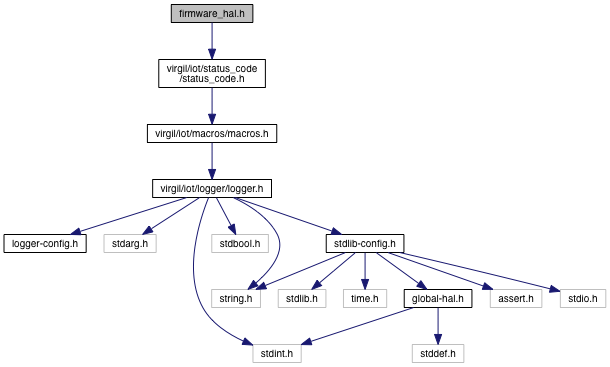 firmware_hal.h
virgil/iot/status_code
/status_code.h
virgil/iot/macros/macros.h
virgil/iot/logger/logger.h
logger-config.h
stdarg.h
stdbool.h
stdlib-config.h
string.h
stdlib.h
time.h
global-hal.h
assert.h
stdio.h
stdint.h
stddef.h